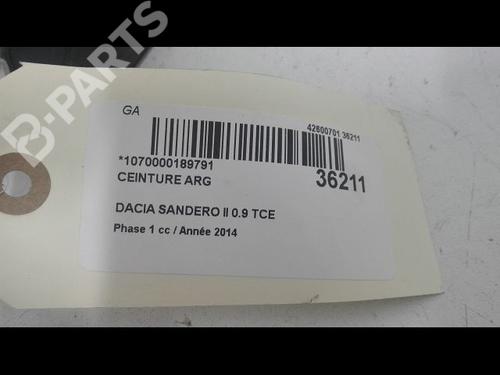 B-PARTS
GA
42600701 36211
*1070000189791
36211
CEINTURE ARG
DACIA SANDERO II 0.9 TCE
Phase 1 cc / Année 2014